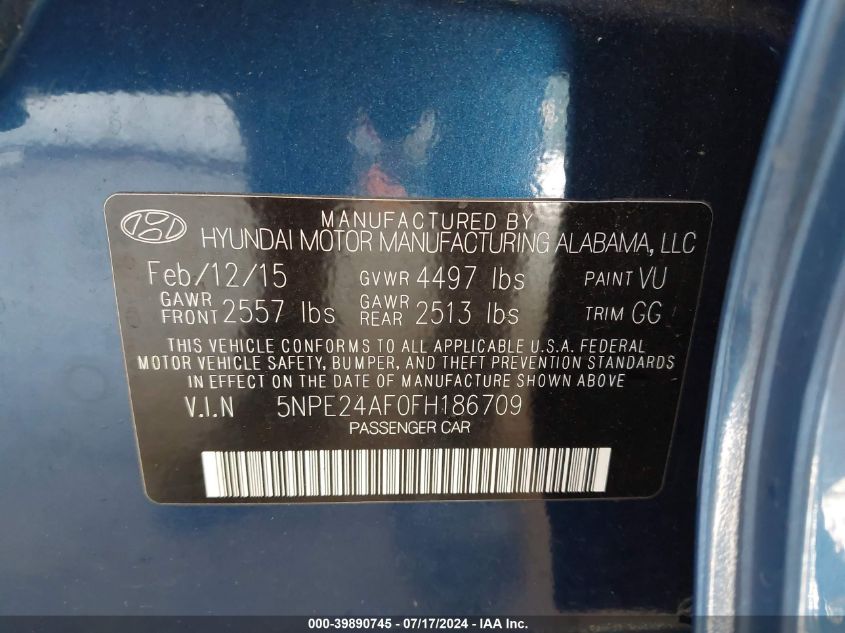 MANUFACTURED BY
HYUNDAI MOTOR MANUFACTURING ALABAMA, LLC
Feb/12/15 GVWR 4497 lbs PAINT VU
GAWR FRONT 2557 lbs GAWR REAR 2513 lbs TRIM GG
THIS VEHICLE CONFORMS TO ALL APPLICABLE U.S.A. FEDERAL
MOTOR VEHICLE SAFETY, BUMPER, AND THEFT PREVENTION STANDARDS
IN EFFECT ON THE DATE OF MANUFACTURE SHOWN ABOVE
V.I.N 5NPE24AF0FH186709
PASSENGER CAR
000-39890745 - 07/17/2024 - IAA Inc.